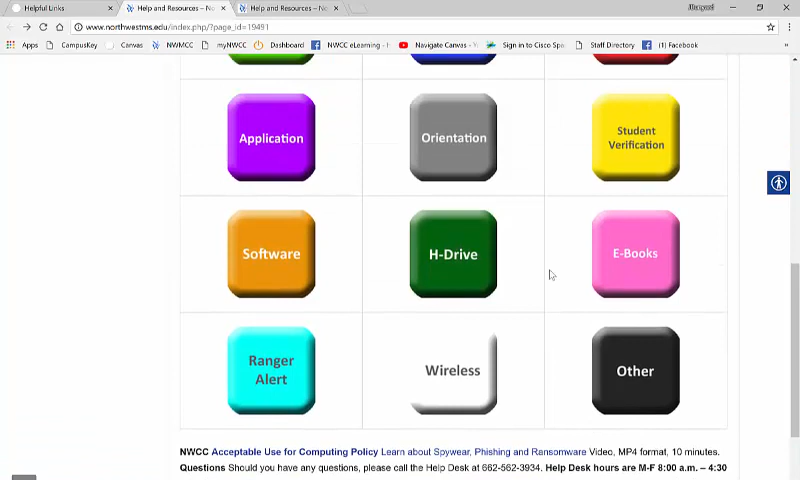 Helpful Links
Help and Resources – No
Help and Resources – No
www.northwestms.edu/index.php/?page_id=19491
Apps
CampusKey
Canvas
NWMCC
myNWCC
Dashboard
NWCC eLearning -
Navigate Canvas -
Sign in to Cisco Spa
Staff Directory
(1) Facebook
Application
Orientation
Student
Verification
Software
H-Drive
E-Books
Ranger
Alert
Wireless
Other
NWCC Acceptable Use for Computing Policy Learn about Spywear, Phishing and Ransomware Video, MP4 format, 10 minutes.
Questions Should you have any questions, please call the Help Desk at 662-562-3934. Help Desk hours are M-F 8:00 a.m. – 4:30